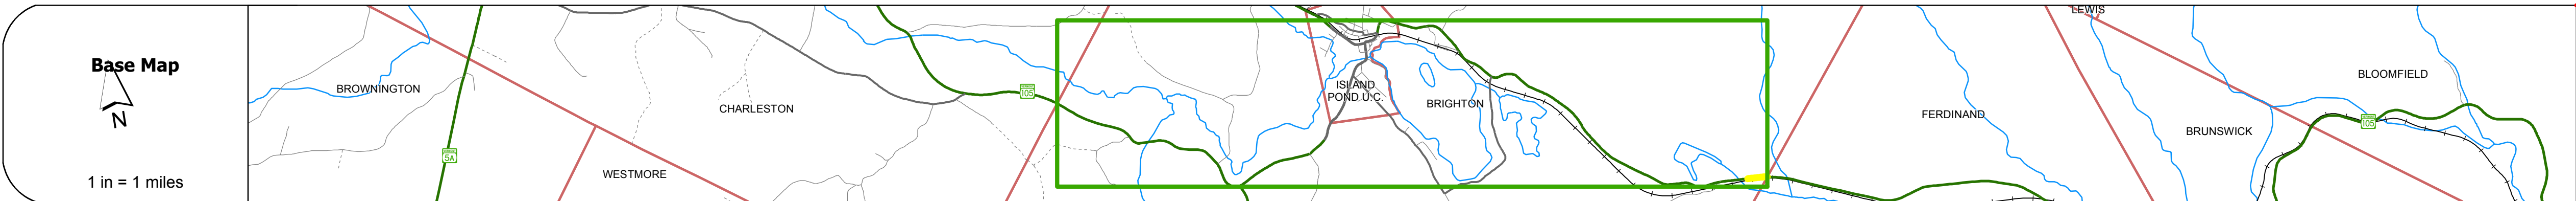 Base Map
N
1 in = 1 miles
BROWNINGTON
5A
WESTMORE
CHARLESTON
105
ISLAND
POND U.C.
BRIGHTON
FERDINAND
LEWIS
BRUNSWICK
BLOOMFIELD
105